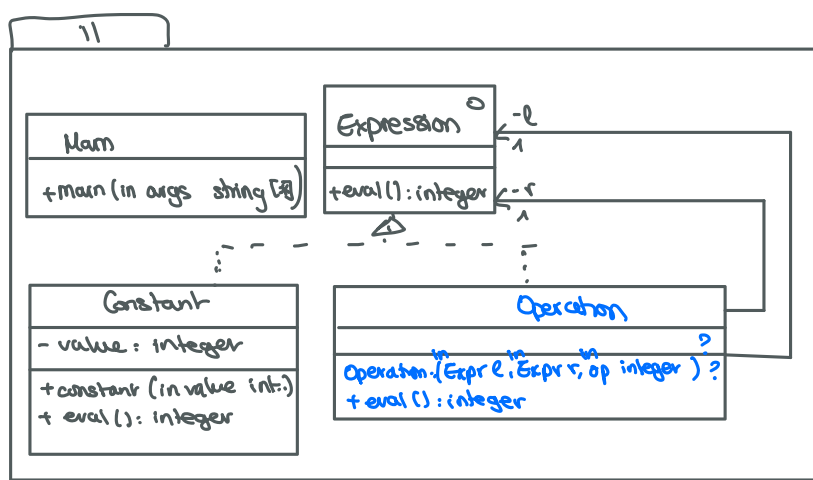 11
Main
+main (in args string [*])
Expression O
+eval(): integer
-l
1
-r
1
Constant
- value: integer
+constant (in value int.)
+ eval(): integer
Operation
?
in in in
Operation.(Expr l, Expr r, op integer ) ?
+ eval(): integer